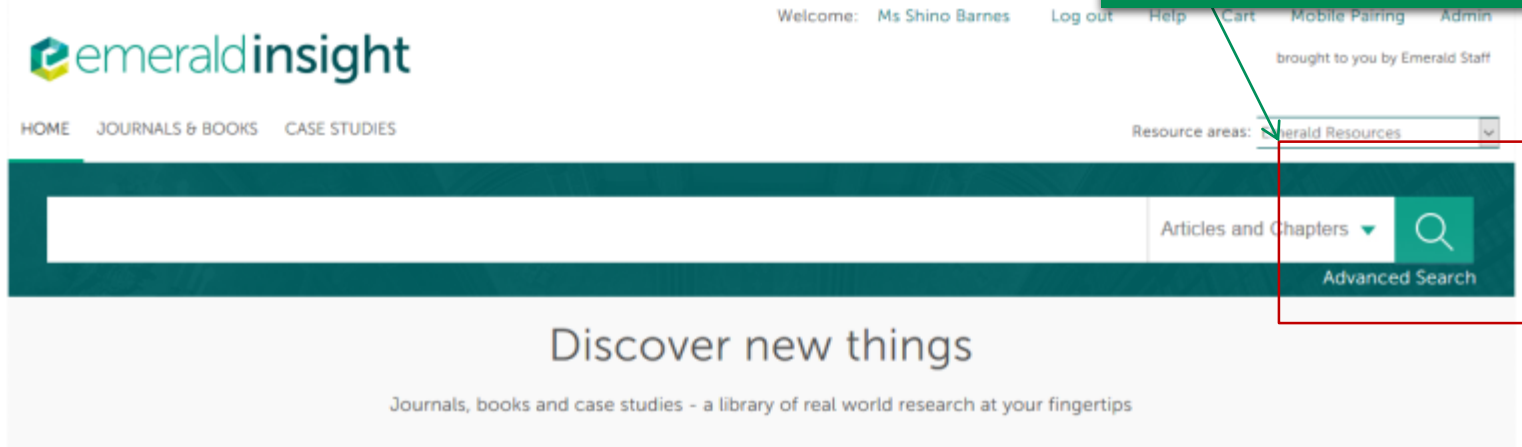 Welcome: Ms Shino Barnes Log out Help Cart Mobile Pairing Admin
emeraldinsight
brought to you by Emerald Staff
HOME JOURNALS & BOOKS CASE STUDIES
Resource areas: Emerald Resources
Articles and Chapters
Advanced Search
Discover new things
Journals, books and case studies - a library of real world research at your fingertips